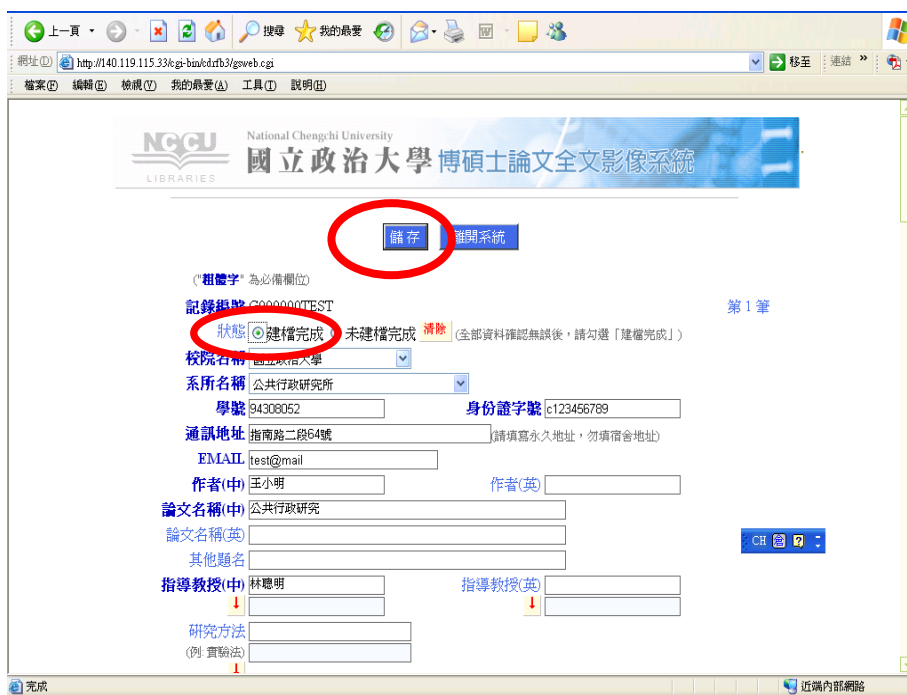 上一頁 搜尋 我的最愛
網址(D) http://140.119.115.33/cgi-bin/cdrfb3/gsweb.cgi 移至 連結 »
檔案(F) 編輯(E) 檢視(V) 我的最愛(A) 工具(T) 說明(H)
NCCU LIBRARIES
National Chengchi University
國立政治大學 博碩士論文全文影像系統
儲存 離開系統
("粗體字" 為必備欄位)
記錄編號 G000000TEST 第 1 筆
狀態 建檔完成 未建檔完成 清除 (全部資料確認無誤後，請勾選「建檔完成」)
校院名稱 國立政治大學
系所名稱 公共行政研究所
學號 94308052 身份證字號 c123456789
通訊地址 指南路二段64號 (請填寫永久地址，勿填宿舍地址)
EMAIL test@mail
作者(中) 王小明 作者(英)
論文名稱(中) 公共行政研究
論文名稱(英)
其他題名
CH
指導教授(中) 林聰明 指導教授(英)
↓ ↓
研究方法
(例: 實驗法)
↓
完成 近端內部網路